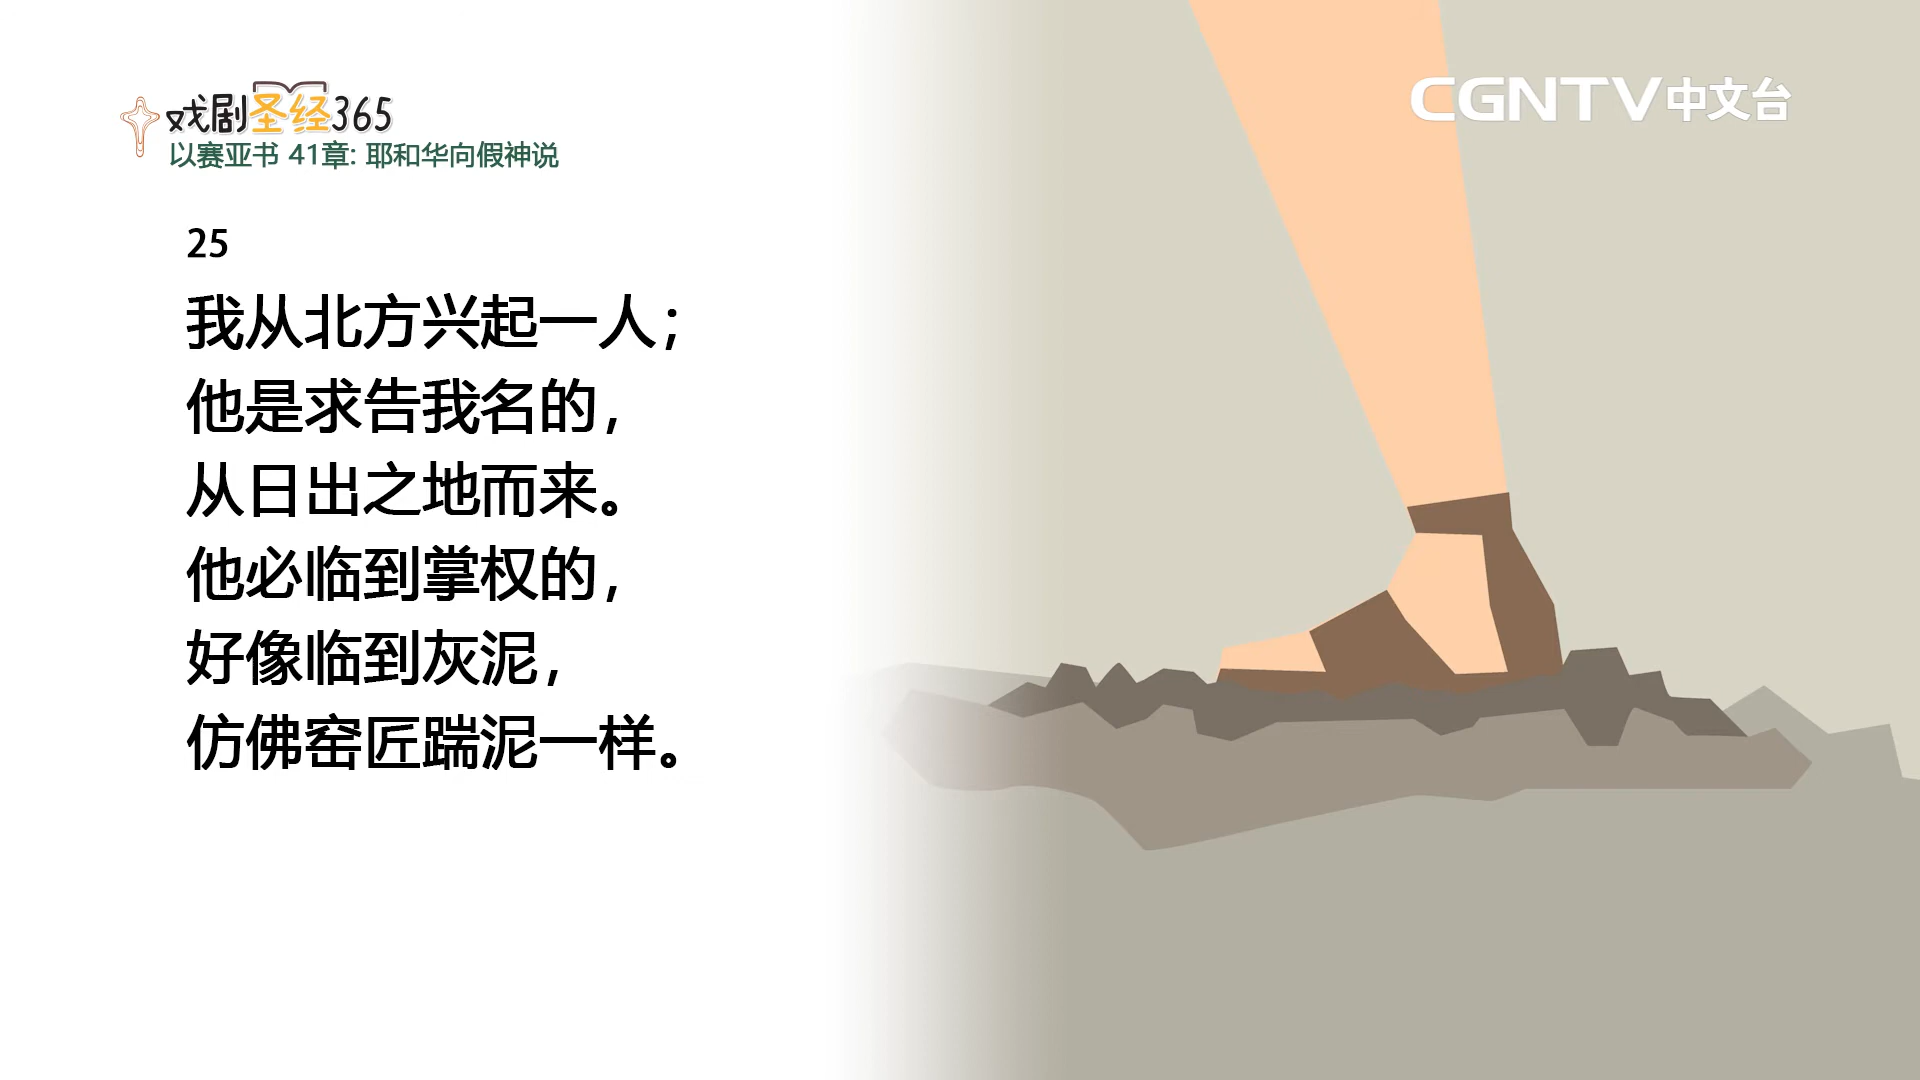 戏剧圣经365
CGNTV中文台
以赛亚书 41章: 耶和华向假神说
25
我从北方兴起一人；
他是求告我名的，
从日出之地而来。
他必临到掌权的，
好像临到灰泥，
仿佛窑匠踹泥一样。